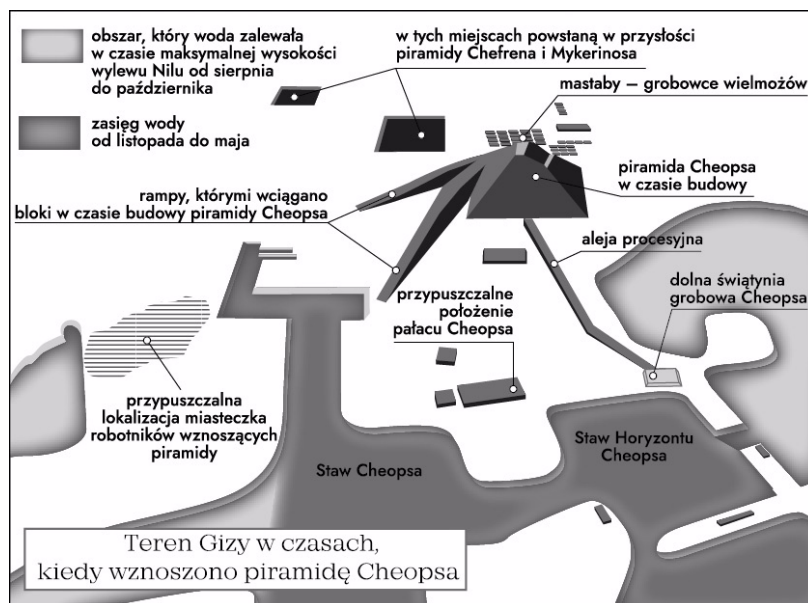 obszar, który woda zalewała
w czasie maksymalnej wysokości
wylewu Nilu od sierpnia
do października
zasięg wody
od listopada do maja
w tych miejscach powstaną w przysłości
piramidy Chefrena i Mykerinosa
mastaby – grobowce wielmożów
piramida Cheopsa
w czasie budowy
rampy, którymi wciągano
bloki w czasie budowy piramidy Cheopsa
aleja procesyjna
dolna świątynia
grobowa Cheopsa
przypuszczalne
położenie
pałacu Cheopsa
przypuszczalna
lokalizacja miasteczka
robotników wznoszących
piramidy
Staw Cheopsa
Staw Horyzontu
Cheopsa
Teren Gizy w czasach,
kiedy wznoszono piramidę Cheopsa